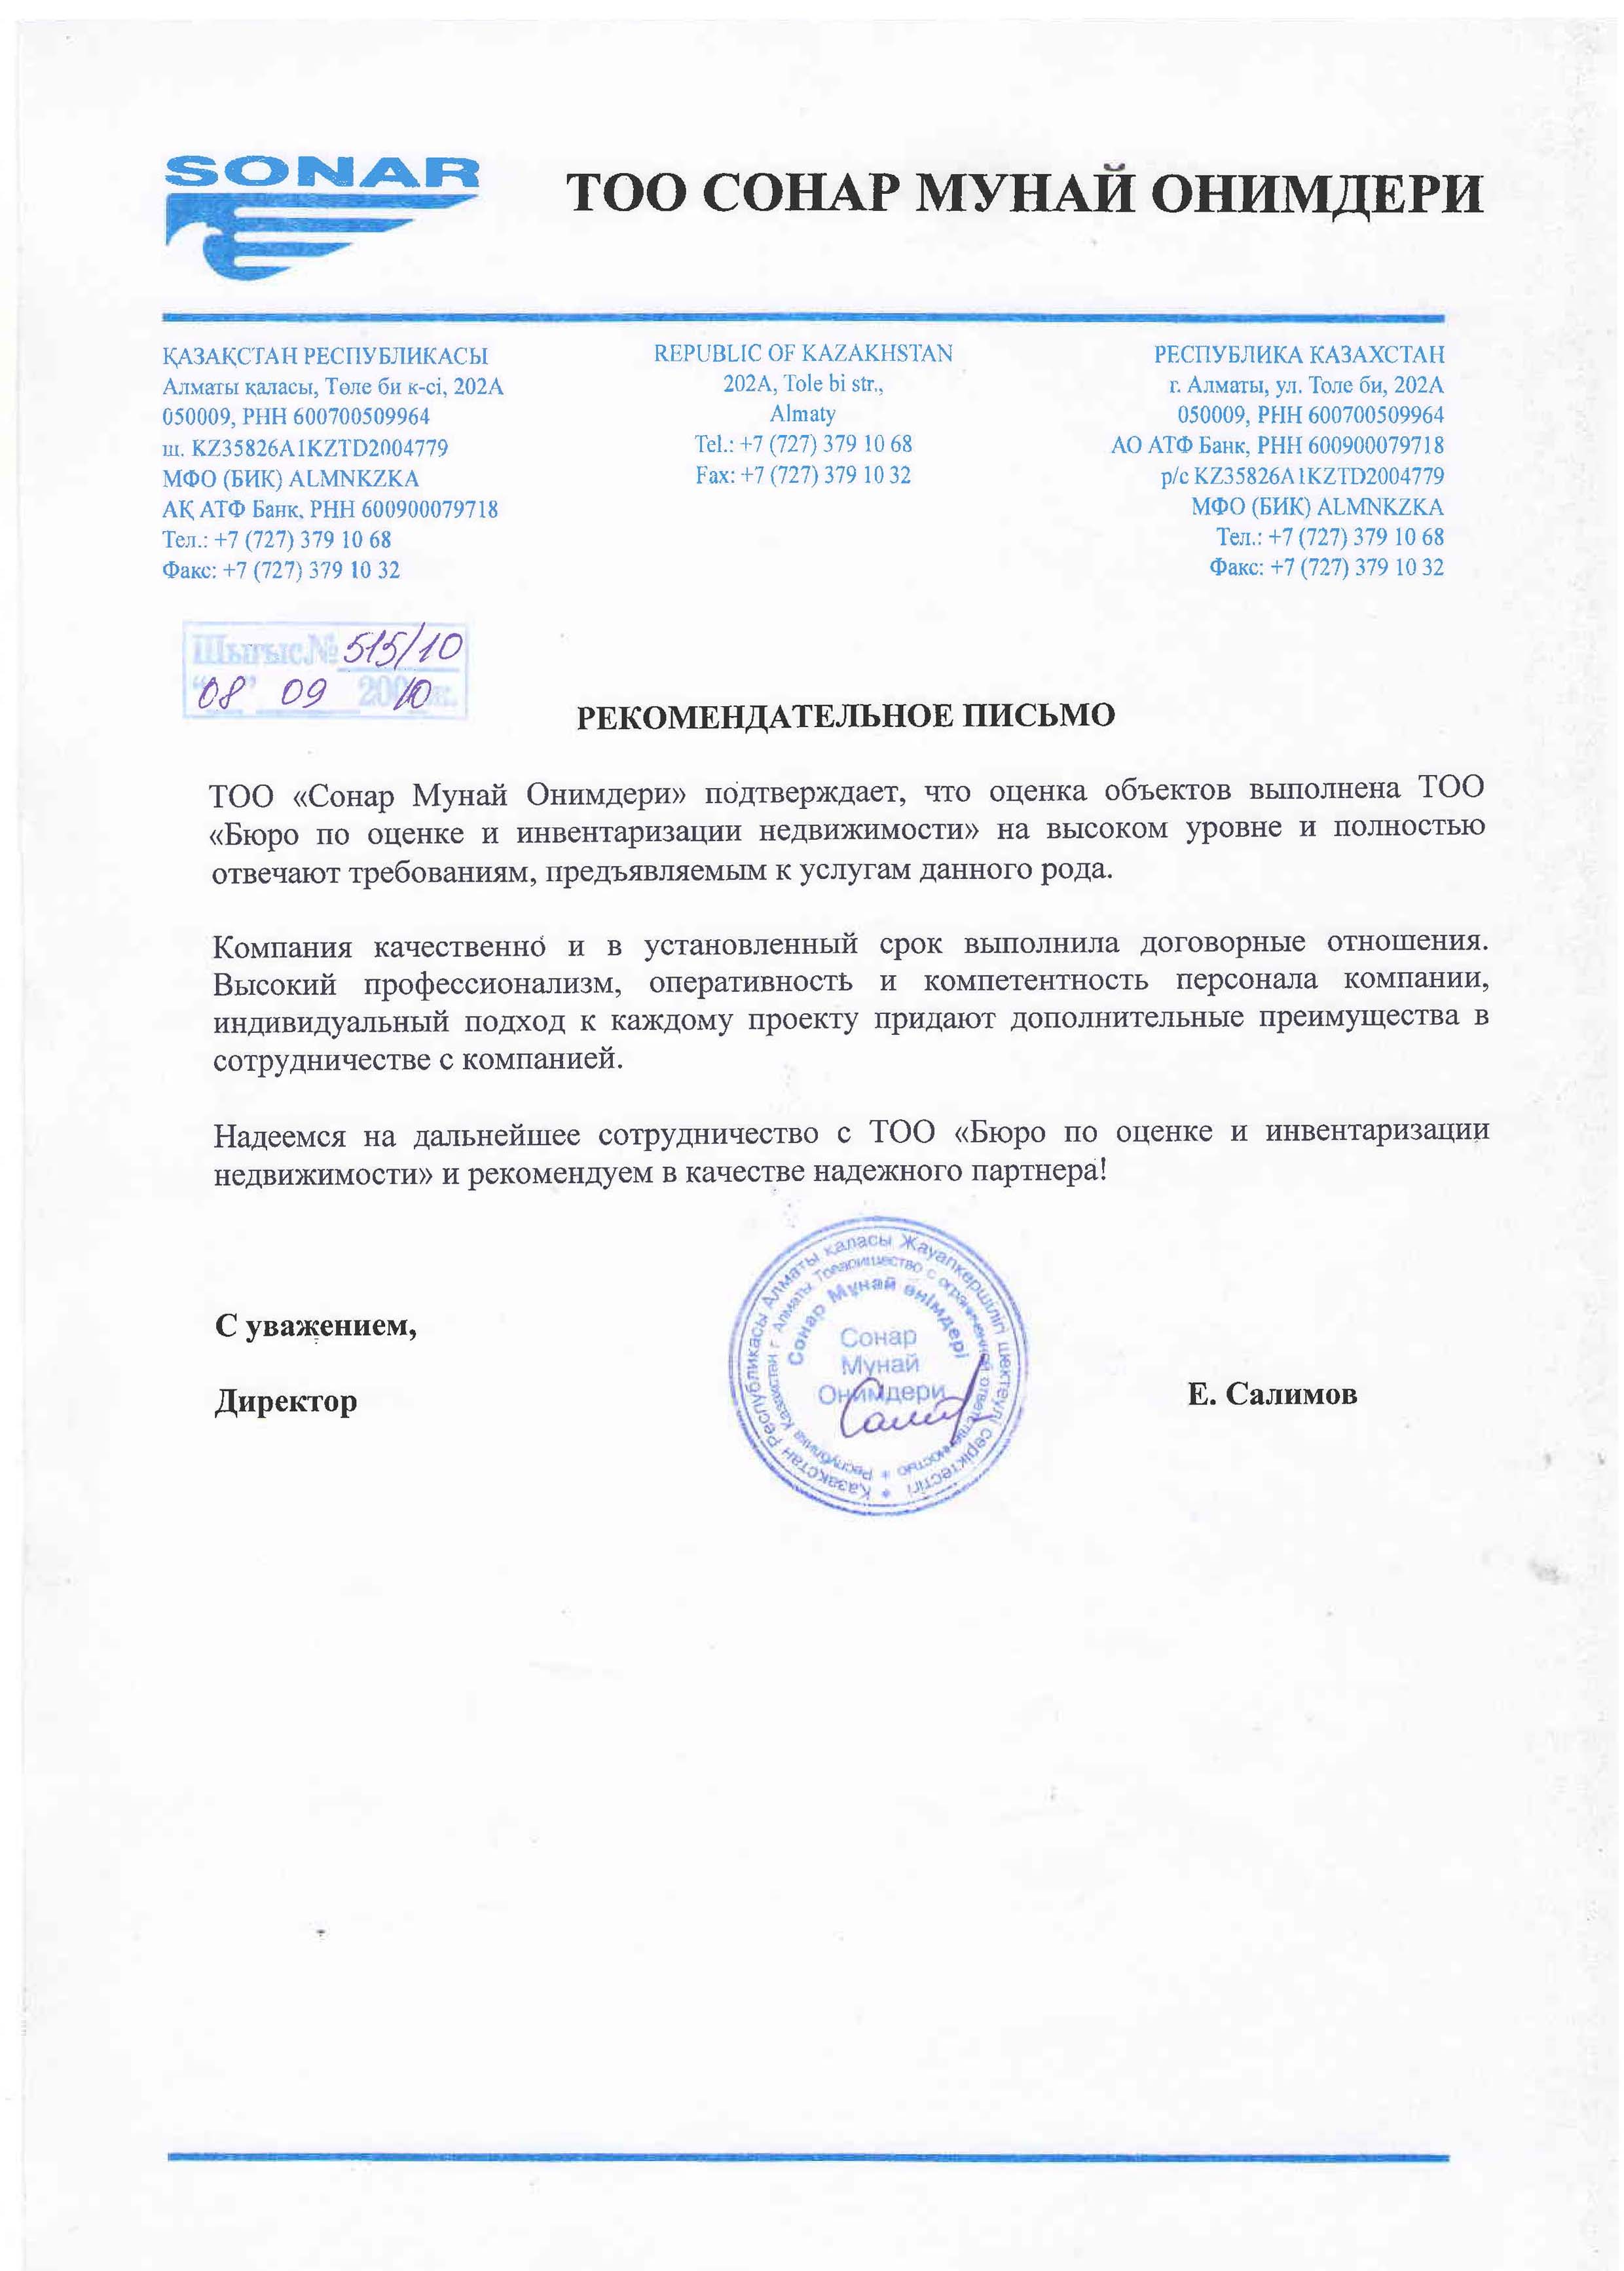 SONAR
ТОО СОНАР МУНАЙ ОНИМДЕРИ
ҚАЗАҚСТАН РЕСПУБЛИКАСЫ
Алматы қаласы, Төле би к-сі, 202А
050009, РНН 600700509964
ш. KZ35826A1KZTD2004779
МФО (БИК) ALMNKZKA
АҚ АТФ Банк, РНН 600900079718
Тел.: +7 (727) 379 10 68
Факс: +7 (727) 379 10 32
REPUBLIC OF KAZAKHSTAN
202A, Tole bi str.,
Almaty
Tel.: +7 (727) 379 10 68
Fax: +7 (727) 379 10 32
РЕСПУБЛИКА КАЗАХСТАН
г. Алматы, ул. Толе би, 202А
050009, РНН 600700509964
АО АТФ Банк, РНН 600900079718
р/с KZ35826A1KZTD2004779
МФО (БИК) ALMNKZKA
Тел.: +7 (727) 379 10 68
Факс: +7 (727) 379 10 32
Шығыс№ 515/10
"08" 09 200 10 ж.
РЕКОМЕНДАТЕЛЬНОЕ ПИСЬМО
ТОО «Сонар Мунай Онимдери» подтверждает, что оценка объектов выполнена ТОО
«Бюро по оценке и инвентаризации недвижимости» на высоком уровне и полностью
отвечают требованиям, предъявляемым к услугам данного рода.
Компания качественно и в установленный срок выполнила договорные отношения.
Высокий профессионализм, оперативность и компетентность персонала компании,
индивидуальный подход к каждому проекту придают дополнительные преимущества в
сотрудничестве с компанией.
Надеемся на дальнейшее сотрудничество с ТОО «Бюро по оценке и инвентаризации
недвижимости» и рекомендуем в качестве надежного партнера!
С уважением,
Директор
Қазақстан Республикасы Алматы қаласы Жауапкершілігі шектеулі серіктестігі *
Республика Казахстан г. Алматы Товарищество с ограниченной ответственностью *
Сонар Мұнай өнімдері
Сонар
Мунай
Онимдери
Е. Салимов